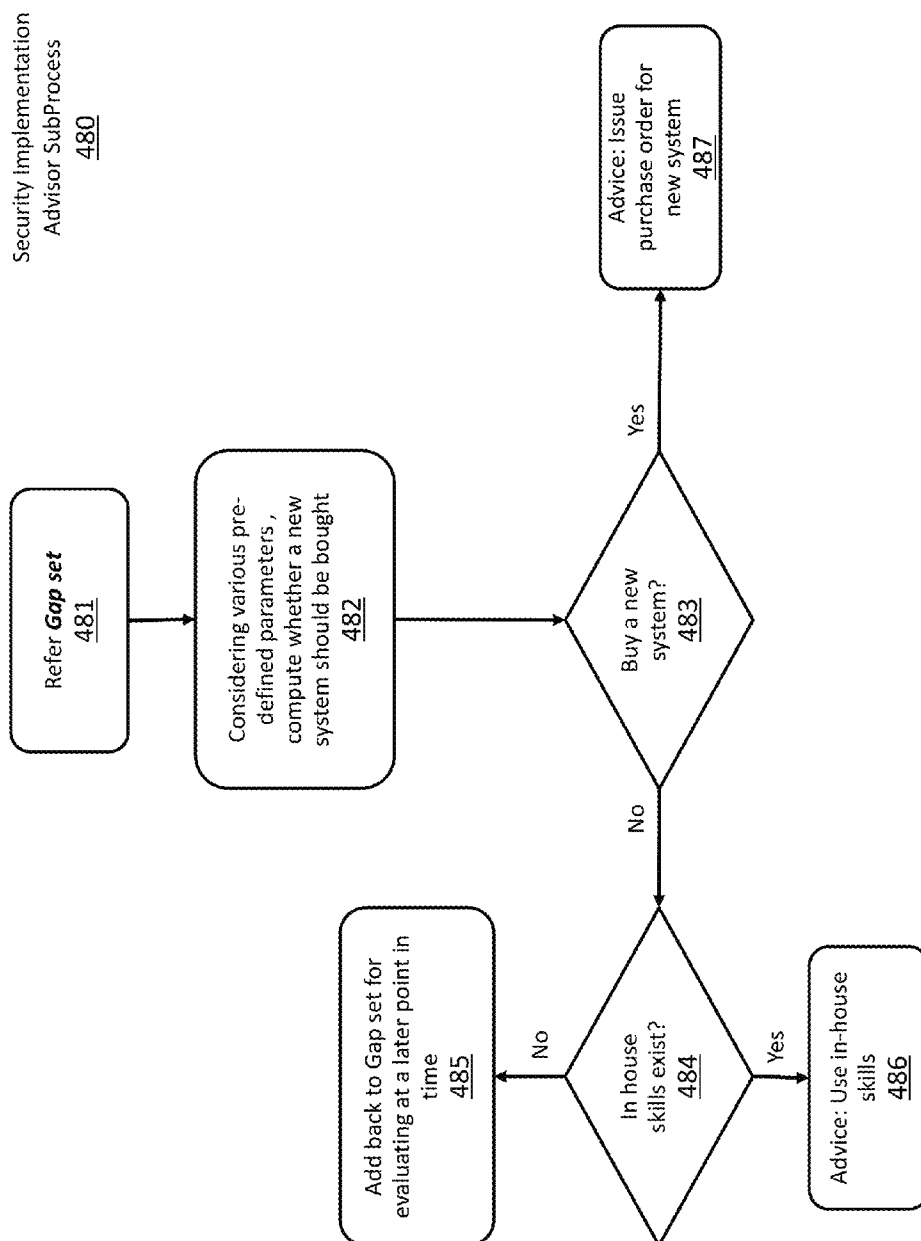 Security Implementation
Advisor SubProcess
480
Refer Gap set
481
Considering various pre-
defined parameters ,
compute whether a new
system should be bought
482
Buy a new
system?
483
Yes
Advice: Issue
purchase order for
new system
487
No
In house
skills exist?
484
No
Add back to Gap set for
evaluating at a later point in
time
485
Yes
Advice: Use in-house
skills
486